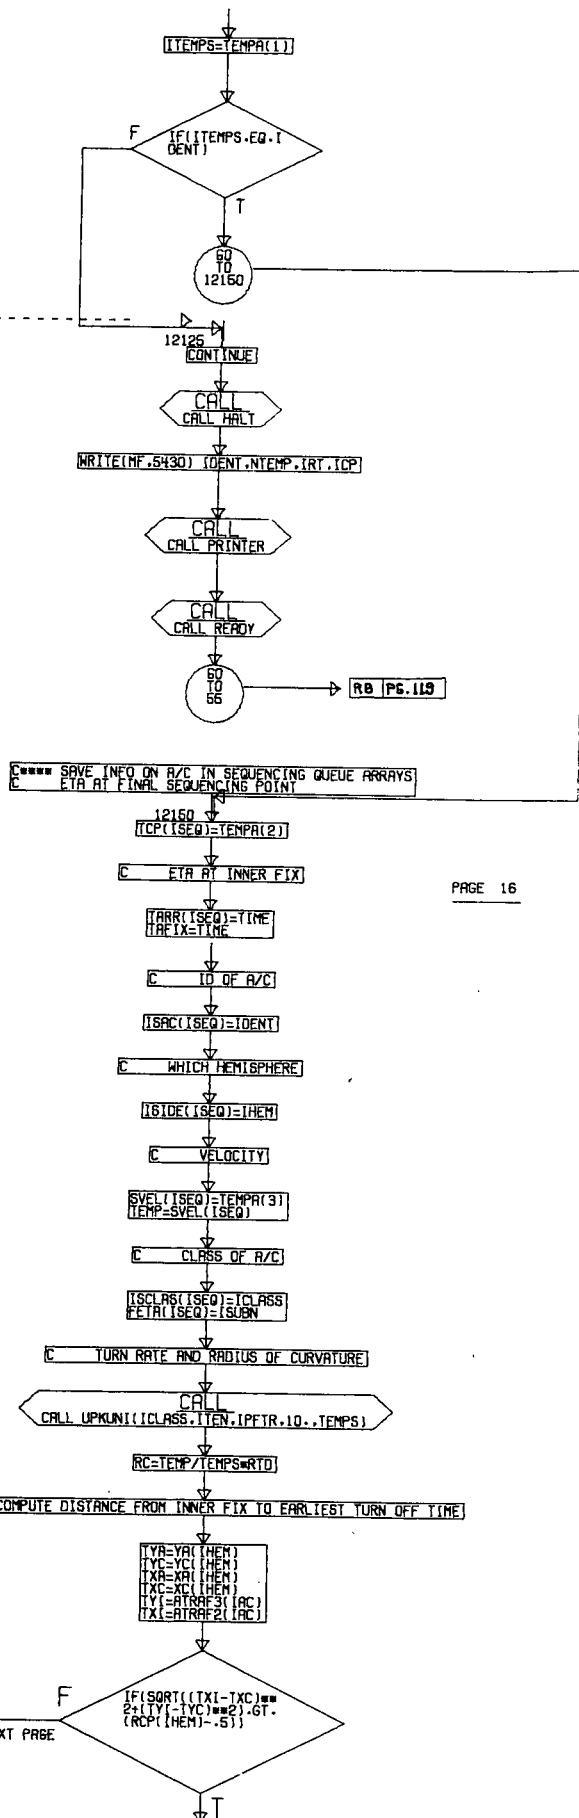 ITEMPS=TEMPA(1)
F
IF(ITEMPS.EQ.I
DENT)
T
GO
TO
12150
12125
CONTINUE
CALL
CALL HALT
WRITE(MF,5430) IDENT,NTEMP,IRT,ICP
CALL
CALL PRINTER
CALL
CALL READY
GO
TO
55
RB PG.119
C**** SAVE INFO ON A/C IN SEQUENCING QUEUE ARRAYS
C ETA AT FINAL SEQUENCING POINT
12150
TCP(ISEQ)=TEMPA(2)
C ETA AT INNER FIX
PAGE 16
TARR(ISEQ)=TIME
TAFIX=TIME
C ID OF A/C
ISAC(ISEQ)=IDENT
C WHICH HEMISPHERE
ISIDE(ISEQ)=IHEM
C VELOCITY
SVEL(ISEQ)=TEMPA(3)
TEMP=SVEL(ISEQ)
C CLASS OF A/C
ISCLAS(ISEQ)=ICLASS
FETA(ISEQ)=ISUBN
C TURN RATE AND RADIUS OF CURVATURE
CALL
CALL UPKUNI(ICLASS,ITEN,IPFTR,10.,TEMPS)
RC=TEMP/TEMPS*RTD
COMPUTE DISTANCE FROM INNER FIX TO EARLIEST TURN OFF TIME
TYA=YA(IHEM)
TYC=YC(IHEM)
TXA=XA(IHEM)
TXC=XC(IHEM)
TYI=ATRAF3(IAC)
TXI=ATRAF2(IAC)
F
IF(SQRT((TXI-TXC)**
2+(TYI-TYC)**2).GT.
(RCP(IHEM)-.5))
XT PAGE
T